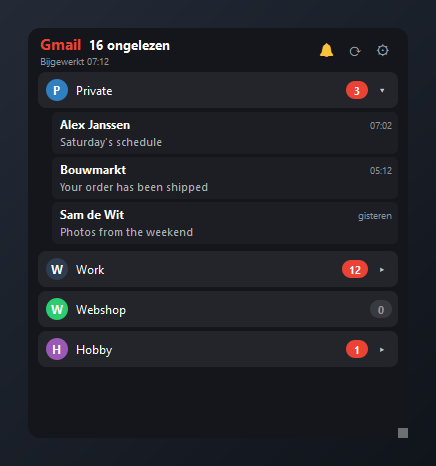 Gmail 16 ongelezen
Bijgewerkt 07:12
P Private 3
Alex Janssen 07:02
Saturday's schedule
Bouwmarkt 05:12
Your order has been shipped
Sam de Wit gisteren
Photos from the weekend
W Work 12
W Webshop 0
H Hobby 1